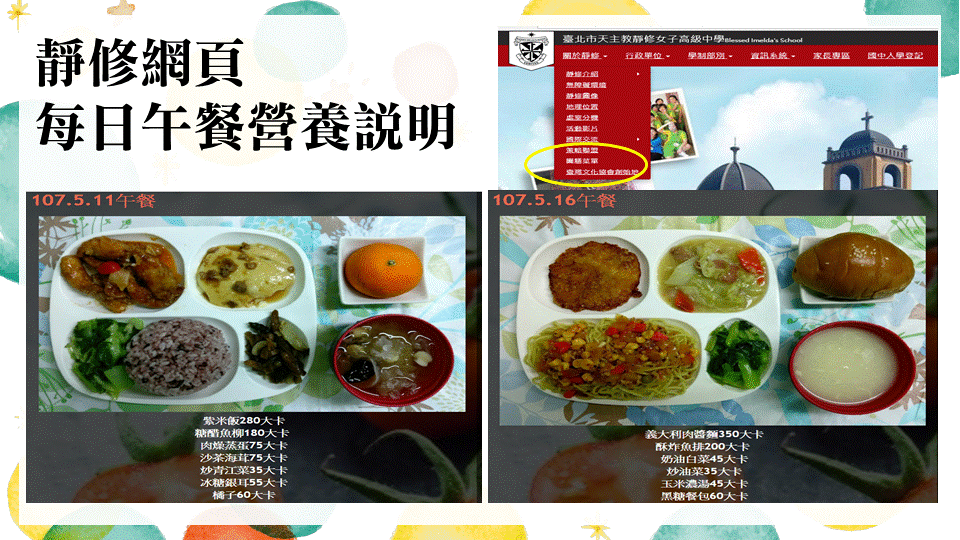 靜修網頁
每日午餐營養説明
臺北市天主教靜修女子高級中學Blessed Imelda's School
關於靜修
行政單位
學制部別
資訊系統
家長專區
國中入學登記
靜修介紹
無障礙環境
靜修圖像
地理位置
處室分機
活動影片
國際交流
策略聯盟
團膳菜單
臺灣文化協會創始地
107.5.11午餐
紫米飯280大卡
糖醋魚柳180大卡
肉燥蒸蛋75大卡
沙茶海茸75大卡
炒青江菜35大卡
冰糖銀耳55大卡
橘子60大卡
107.5.16午餐
義大利肉醬麵350大卡
酥炸魚排200大卡
奶油白菜45大卡
炒油菜35大卡
玉米濃湯45大卡
黑糖餐包60大卡